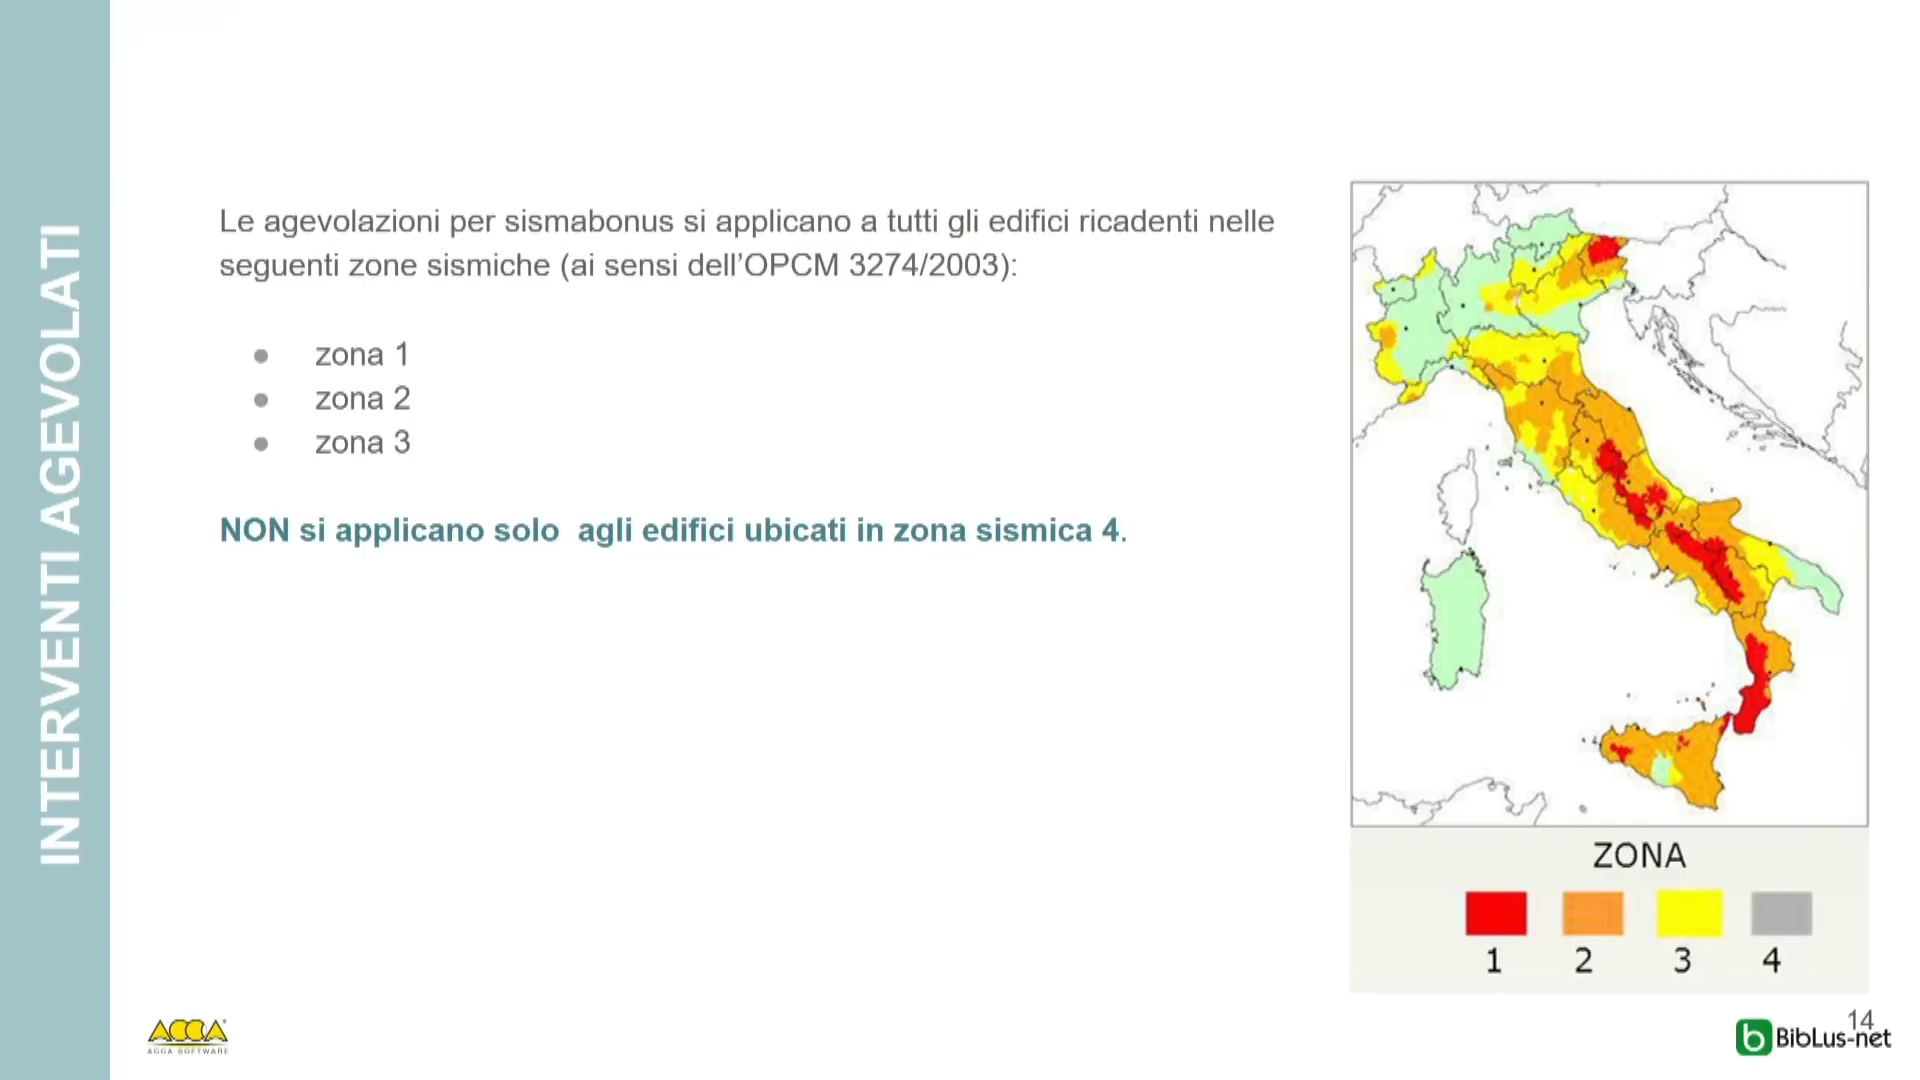 INTERVENTI AGEVOLATI
Le agevolazioni per sismabonus si applicano a tutti gli edifici ricadenti nelle
seguenti zone sismiche (ai sensi dell’OPCM 3274/2003):
● zona 1
● zona 2
● zona 3
NON si applicano solo agli edifici ubicati in zona sismica 4.
ZONA
1 2 3 4
ACCA
ACCA SOFTWARE
14
b BibLus-net